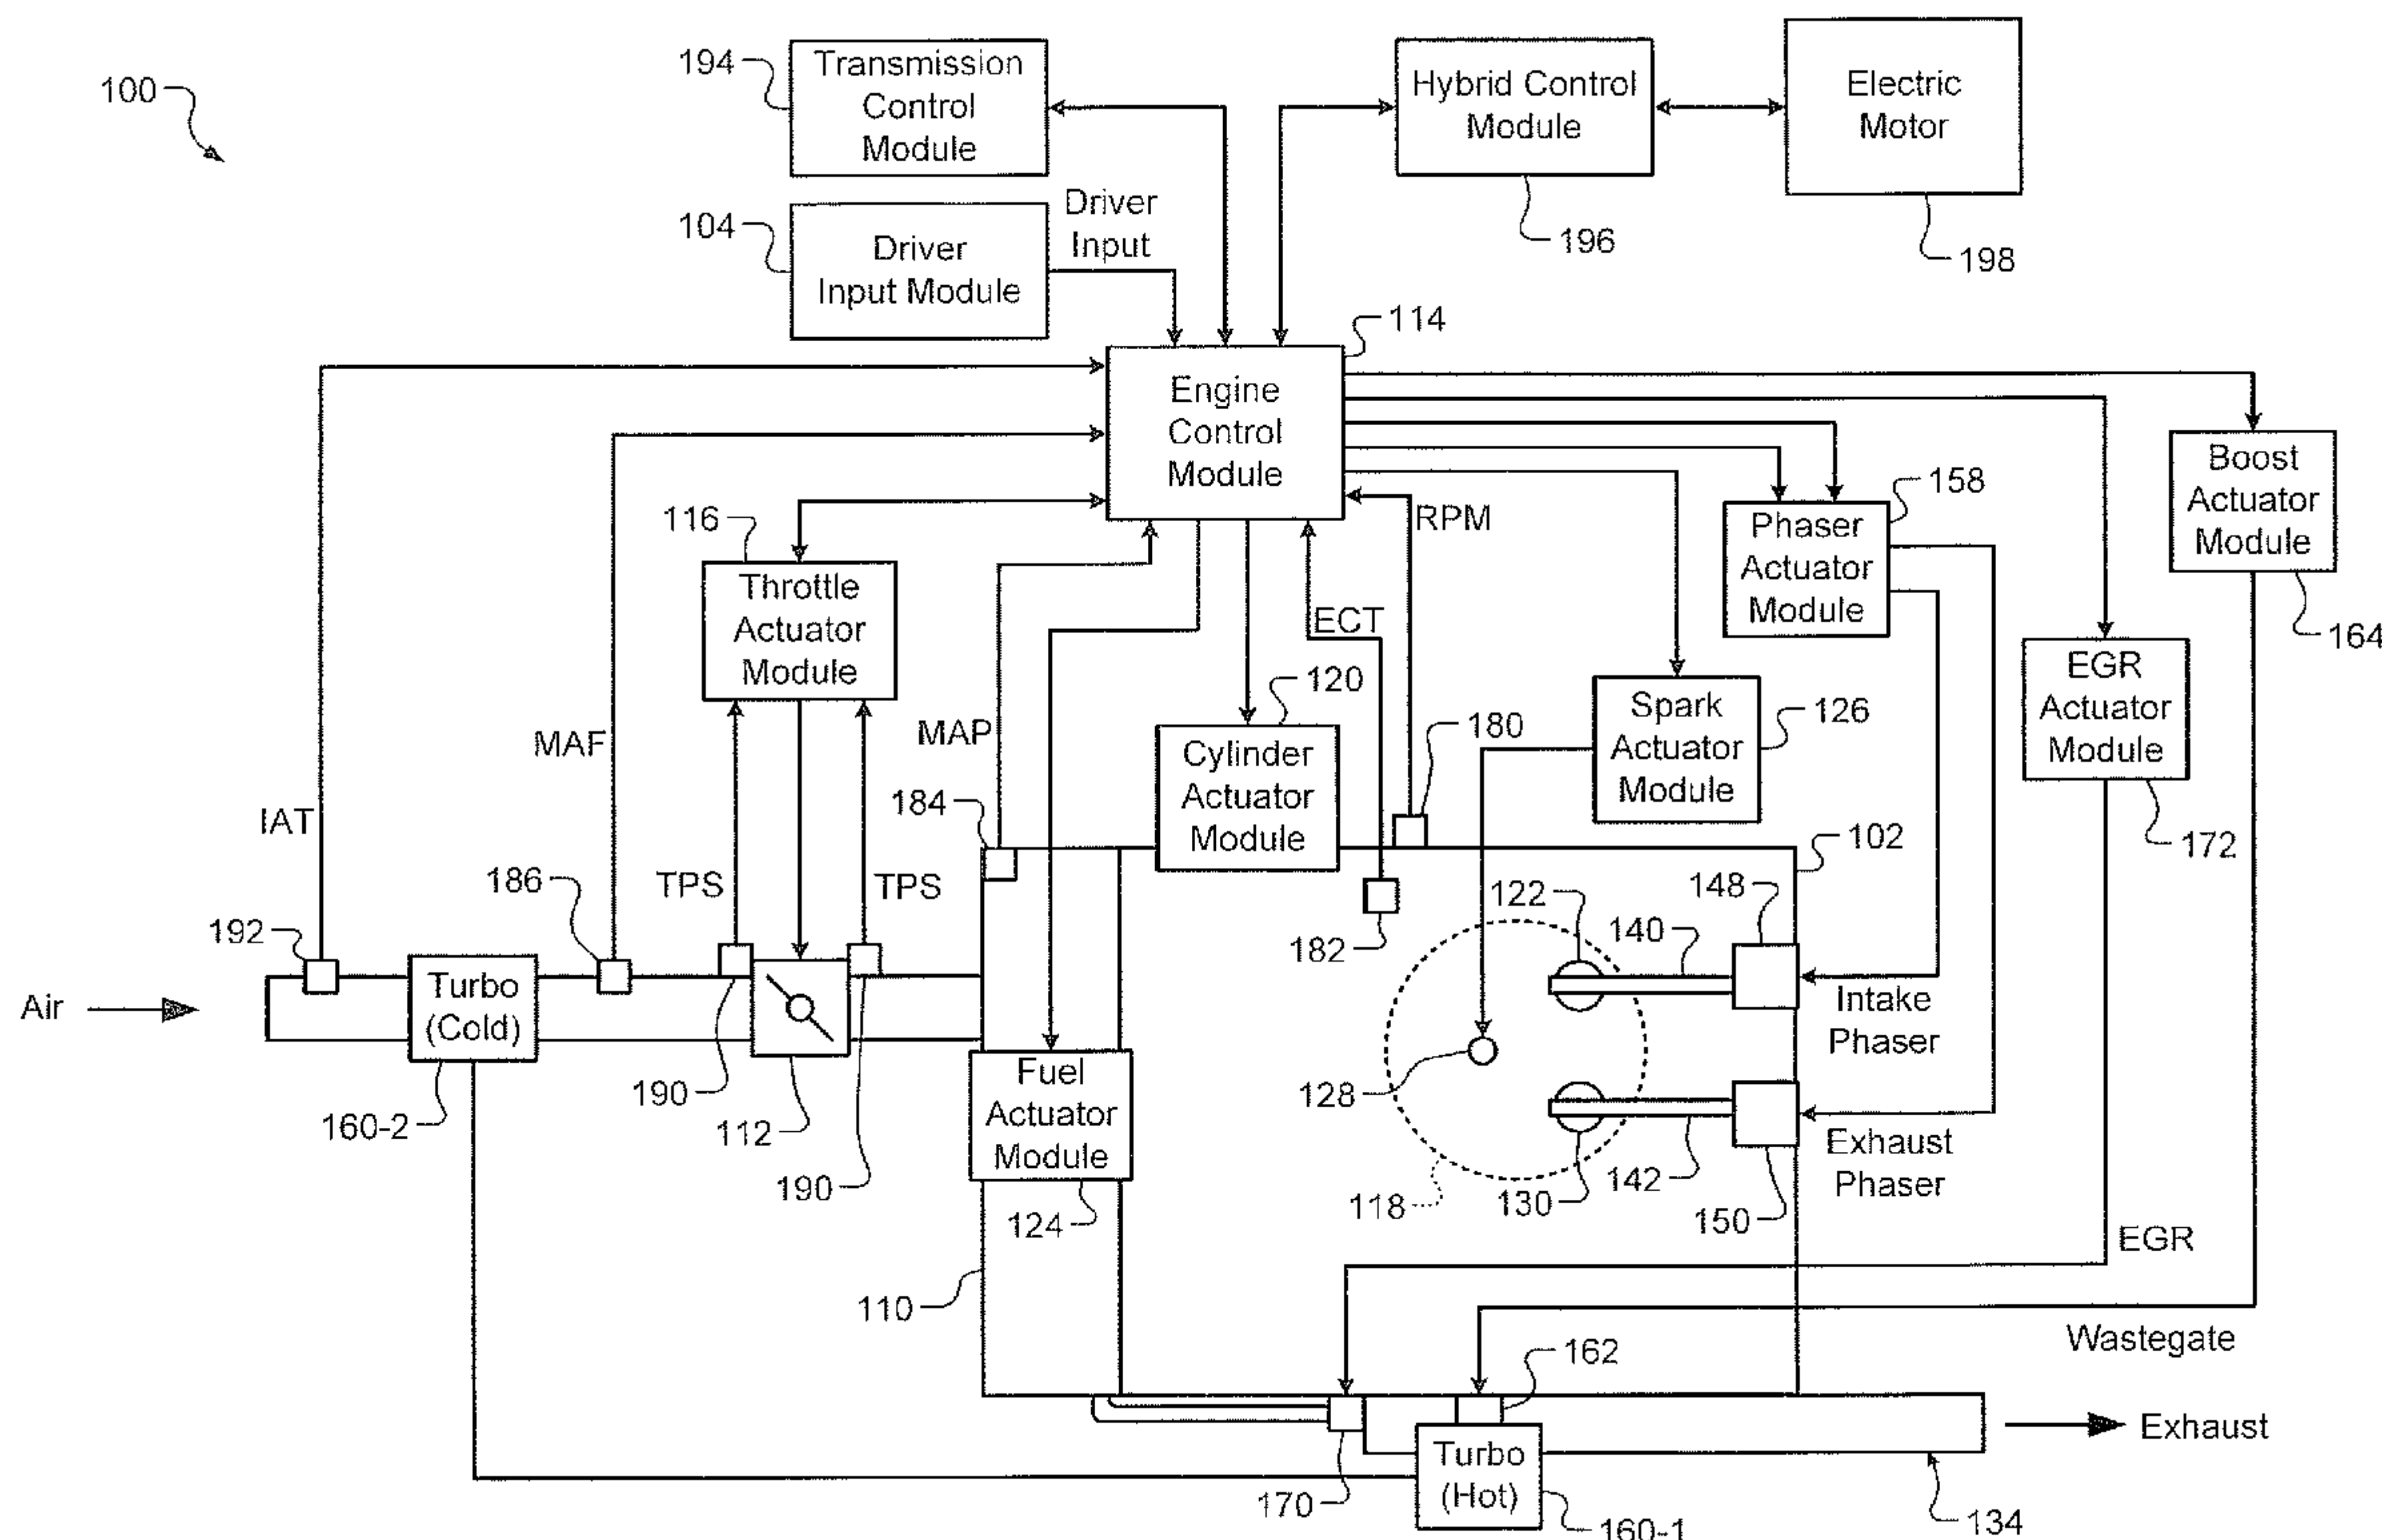 100
194
Transmission
Control
Module
Hybrid Control
Module
196
Electric
Motor
198
104
Driver
Input Module
Driver
Input
114
Engine
Control
Module
Boost
Actuator
Module
164
158
Phaser
Actuator
Module
116
Throttle
Actuator
Module
RPM
ECT
EGR
Actuator
Module
172
120
Cylinder
Actuator
Module
180
Spark
Actuator
Module
126
MAF
MAP
IAT
184
102
TPS
TPS
186
192
182
122
148
140
Air
Turbo
(Cold)
160-2
190
112
190
Fuel
Actuator
Module
124
128
118
130
142
150
Intake
Phaser
Exhaust
Phaser
EGR
110
Wastegate
162
Exhaust
Turbo
(Hot)
170
160-1
134